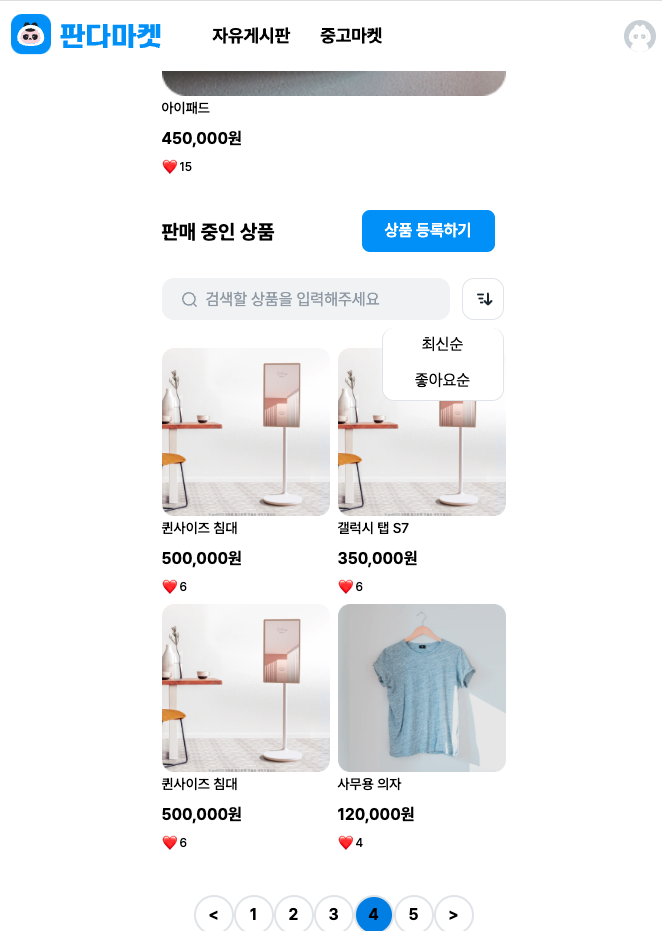 판다마켓 자유게시판 중고마켓
아이패드
450,000원
❤️15
판매 중인 상품 상품 등록하기
검색할 상품을 입력해주세요
최신순
좋아요순
퀸사이즈 침대 갤럭시 탭 S7
500,000원 350,000원
❤️6 ❤️6
퀸사이즈 침대 사무용 의자
500,000원 120,000원
❤️6 ❤️4
< 1 2 3 4 5 >